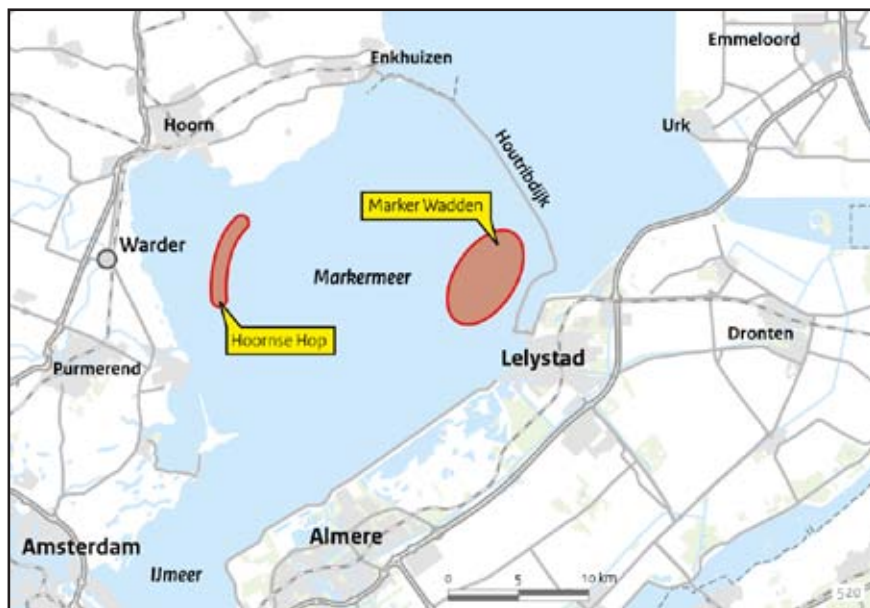 Enkhuizen
Emmeloord
Hoorn
Urk
Houtribdijk
Marker Wadden
Warder
Markermeer
Hoornse Hop
Dronten
Lelystad
Purmerend
Almere
Amsterdam
IJmeer
0 5 10 km
520